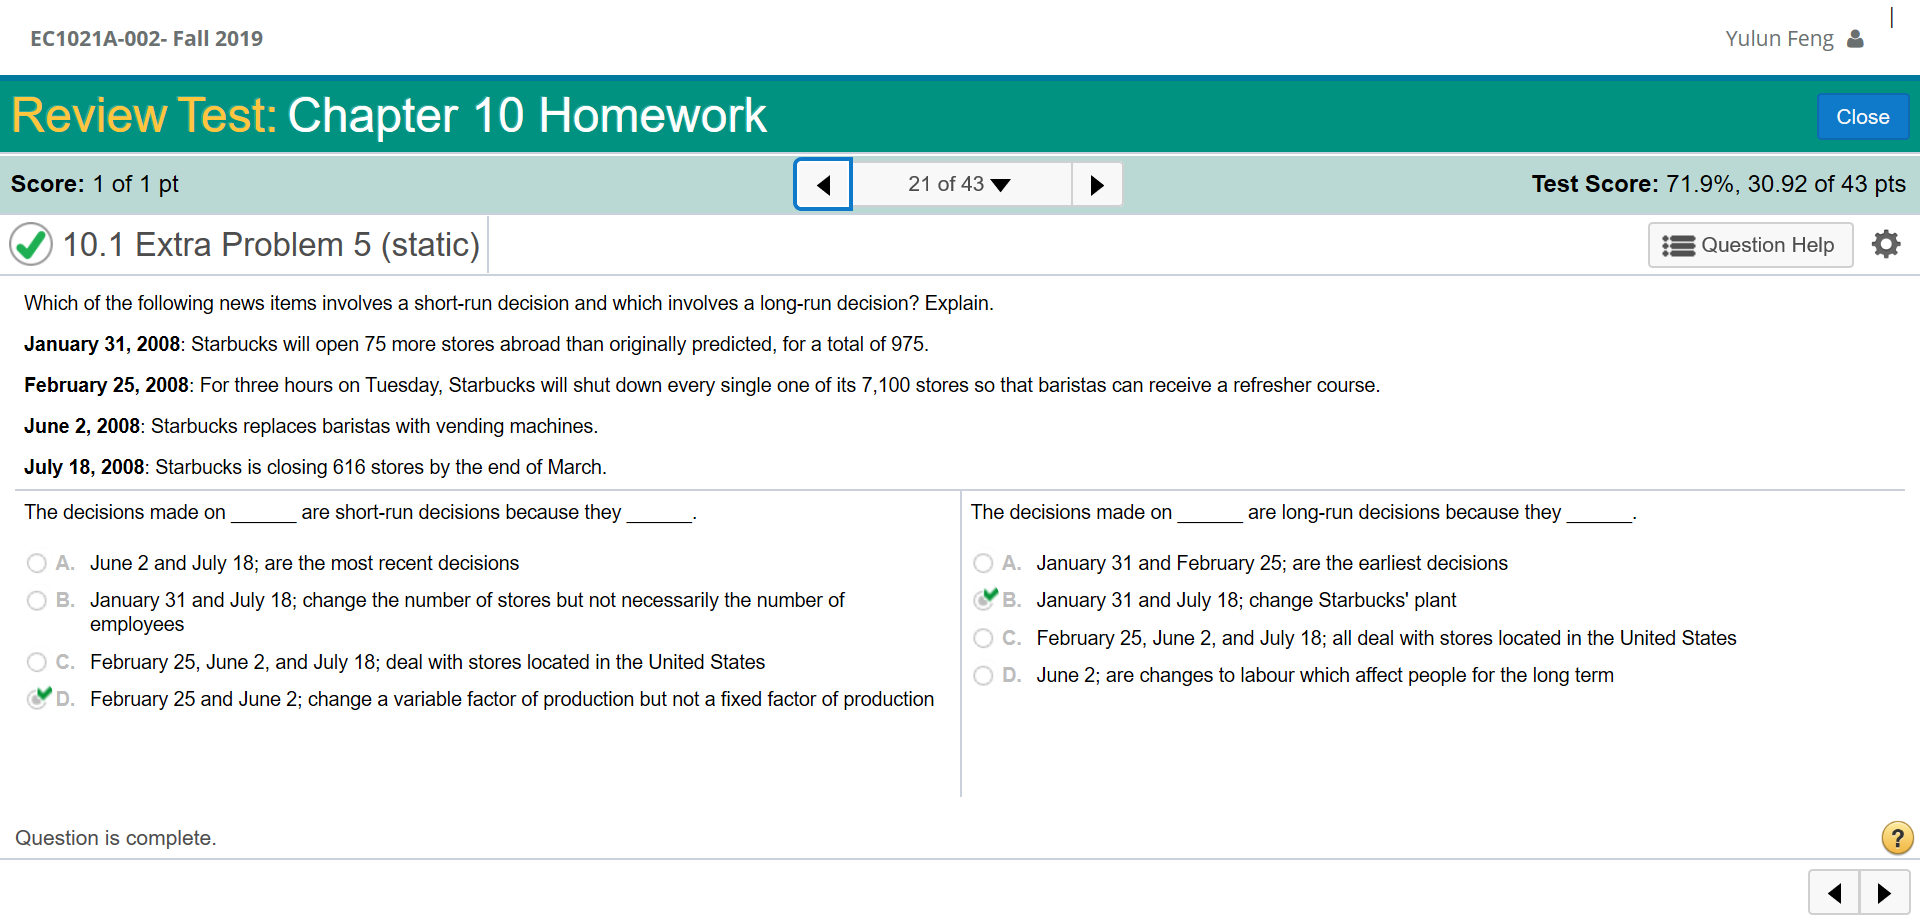 EC1021A-002- Fall 2019
Yulun Feng
Review Test: Chapter 10 Homework
Close
Score: 1 of 1 pt
21 of 43
Test Score: 71.9%, 30.92 of 43 pts
10.1 Extra Problem 5 (static)
Question Help
Which of the following news items involves a short-run decision and which involves a long-run decision? Explain.
January 31, 2008: Starbucks will open 75 more stores abroad than originally predicted, for a total of 975.
February 25, 2008: For three hours on Tuesday, Starbucks will shut down every single one of its 7,100 stores so that baristas can receive a refresher course.
June 2, 2008: Starbucks replaces baristas with vending machines.
July 18, 2008: Starbucks is closing 616 stores by the end of March.
The decisions made on ______ are short-run decisions because they ______.
A. June 2 and July 18; are the most recent decisions
B. January 31 and July 18; change the number of stores but not necessarily the number of
employees
C. February 25, June 2, and July 18; deal with stores located in the United States
D. February 25 and June 2; change a variable factor of production but not a fixed factor of production
The decisions made on ______ are long-run decisions because they ______.
A. January 31 and February 25; are the earliest decisions
B. January 31 and July 18; change Starbucks' plant
C. February 25, June 2, and July 18; all deal with stores located in the United States
D. June 2; are changes to labour which affect people for the long term
Question is complete.
?